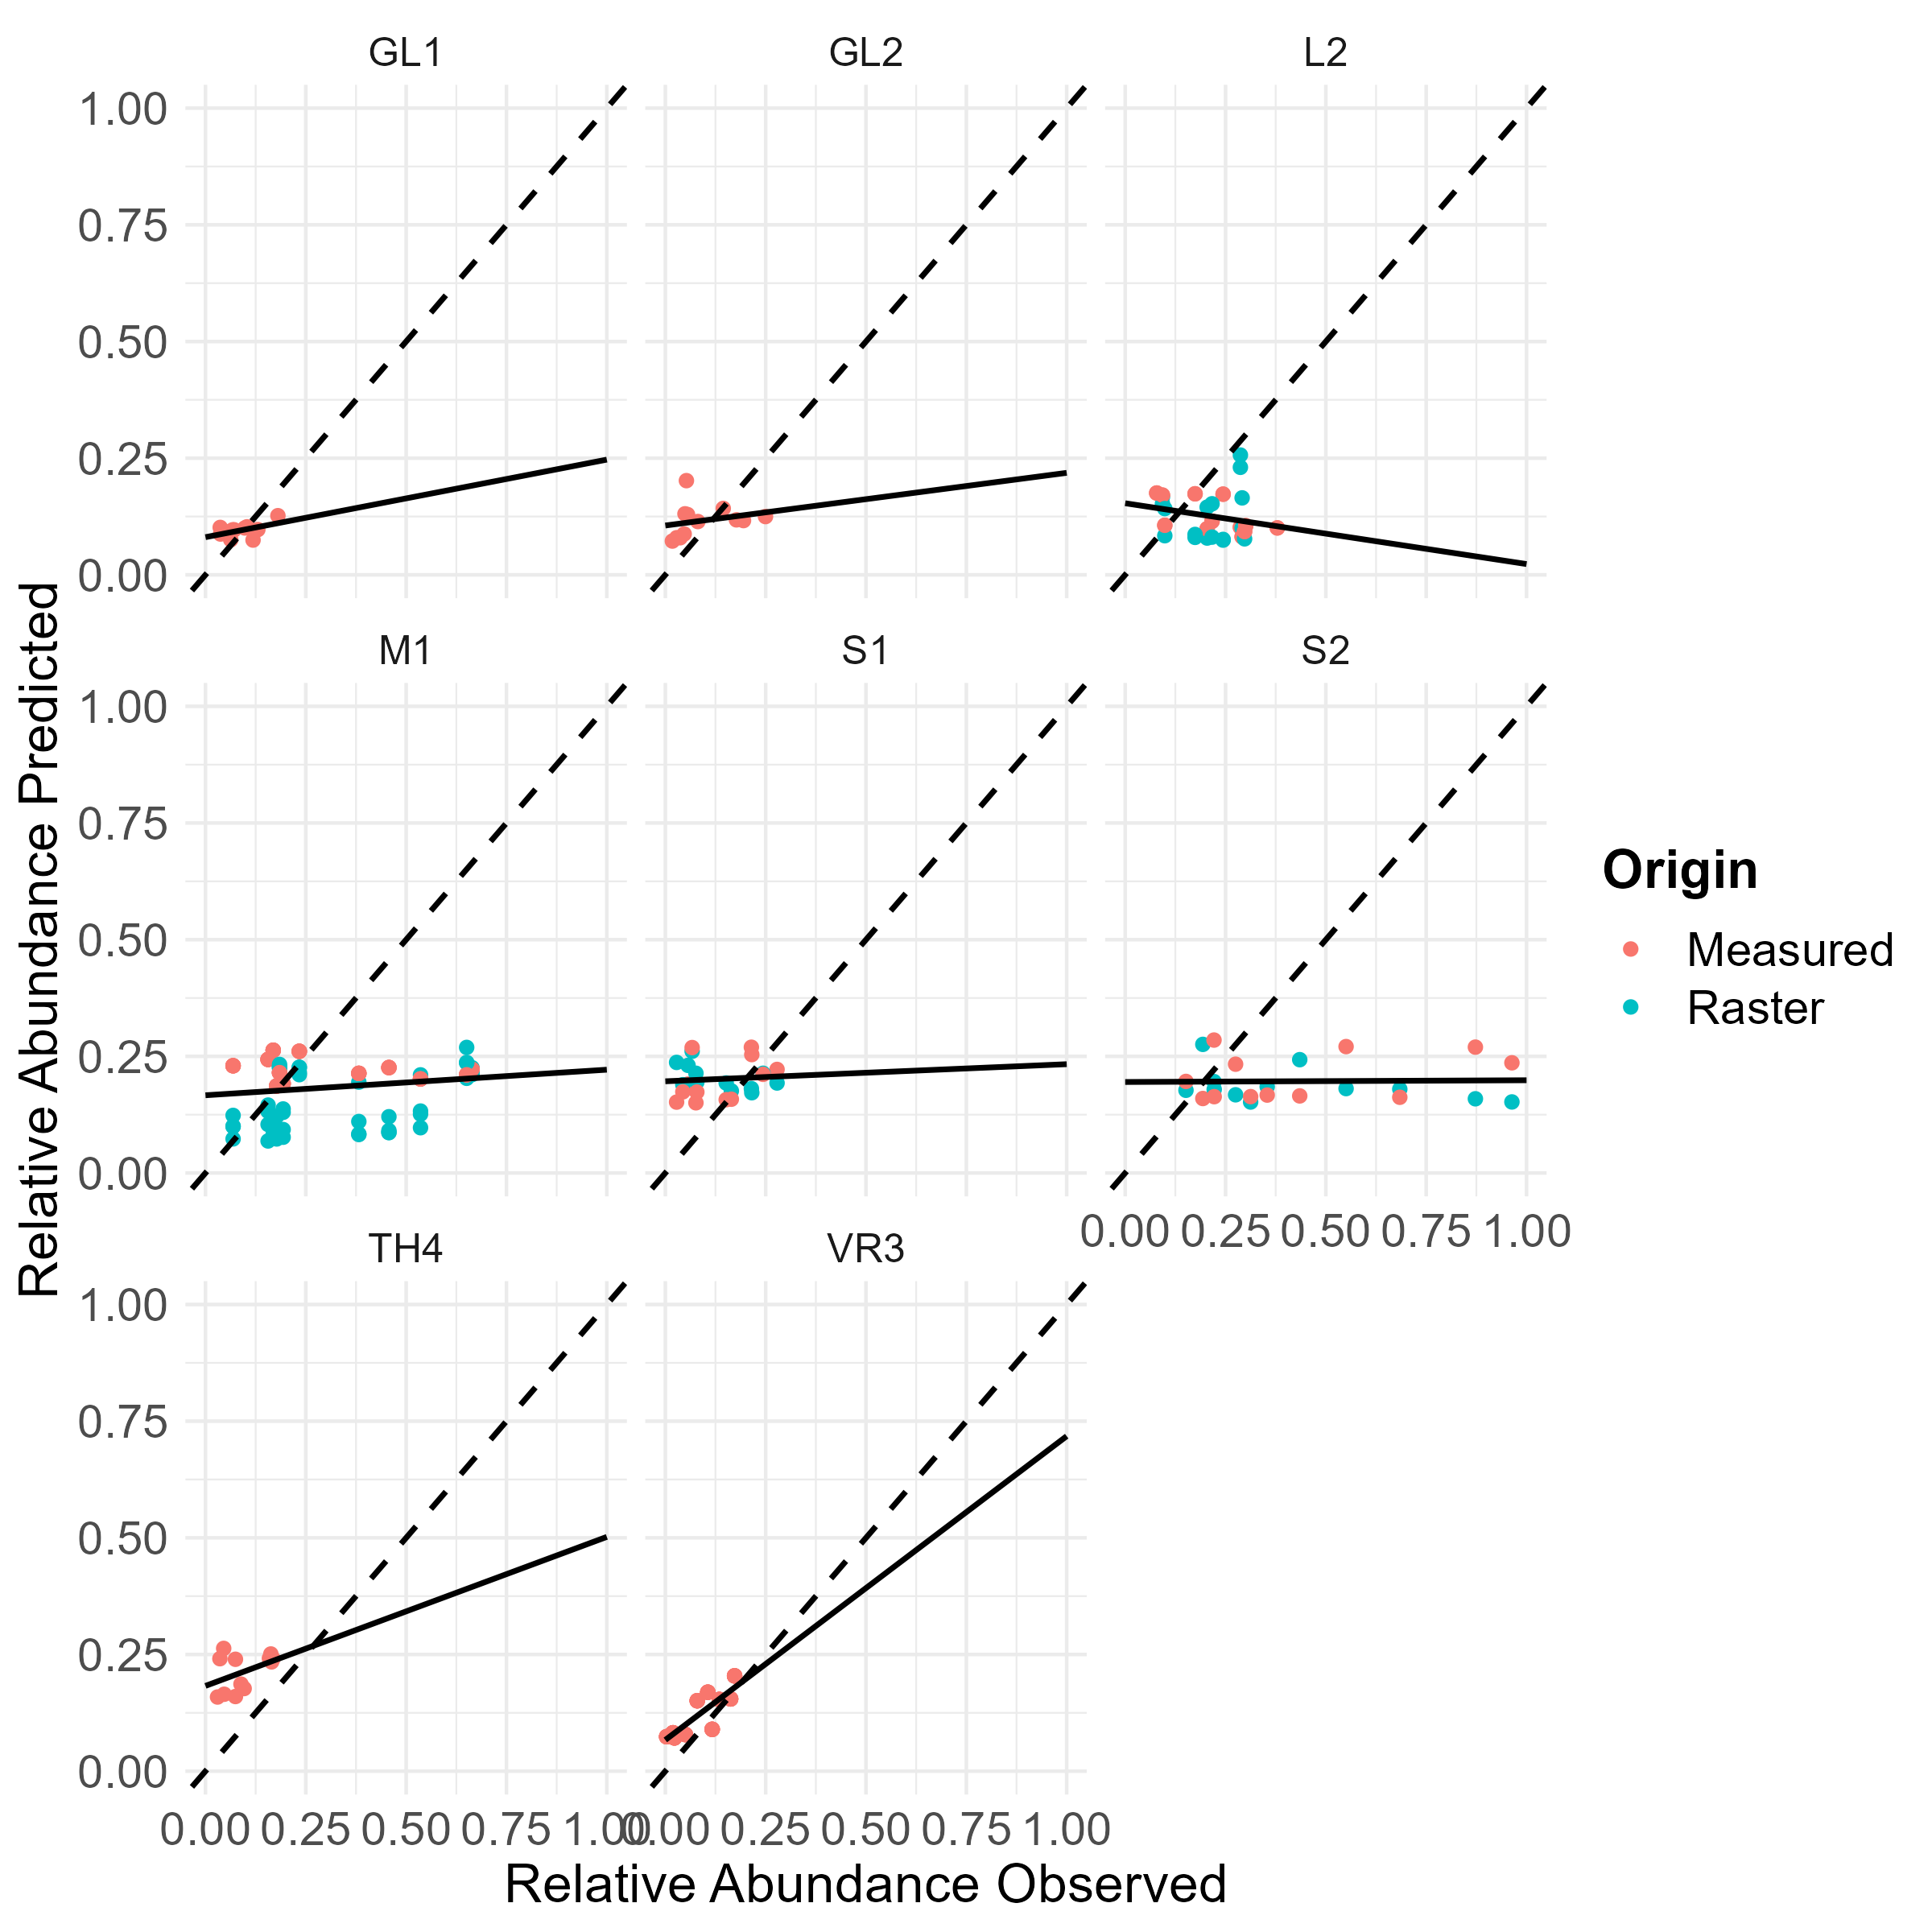 GL1 GL2 L2
1.00
0.75
0.50
0.25
0.00
M1 S1 S2
1.00
0.75
0.50
0.25
0.00
0.00 0.25 0.50 0.75 1.00
TH4 VR3
1.00
0.75
0.50
0.25
0.00
0.00 0.25 0.50 0.75 1.00 0.00 0.25 0.50 0.75 1.00
Relative Abundance Observed
Relative Abundance Predicted
Origin
Measured
Raster